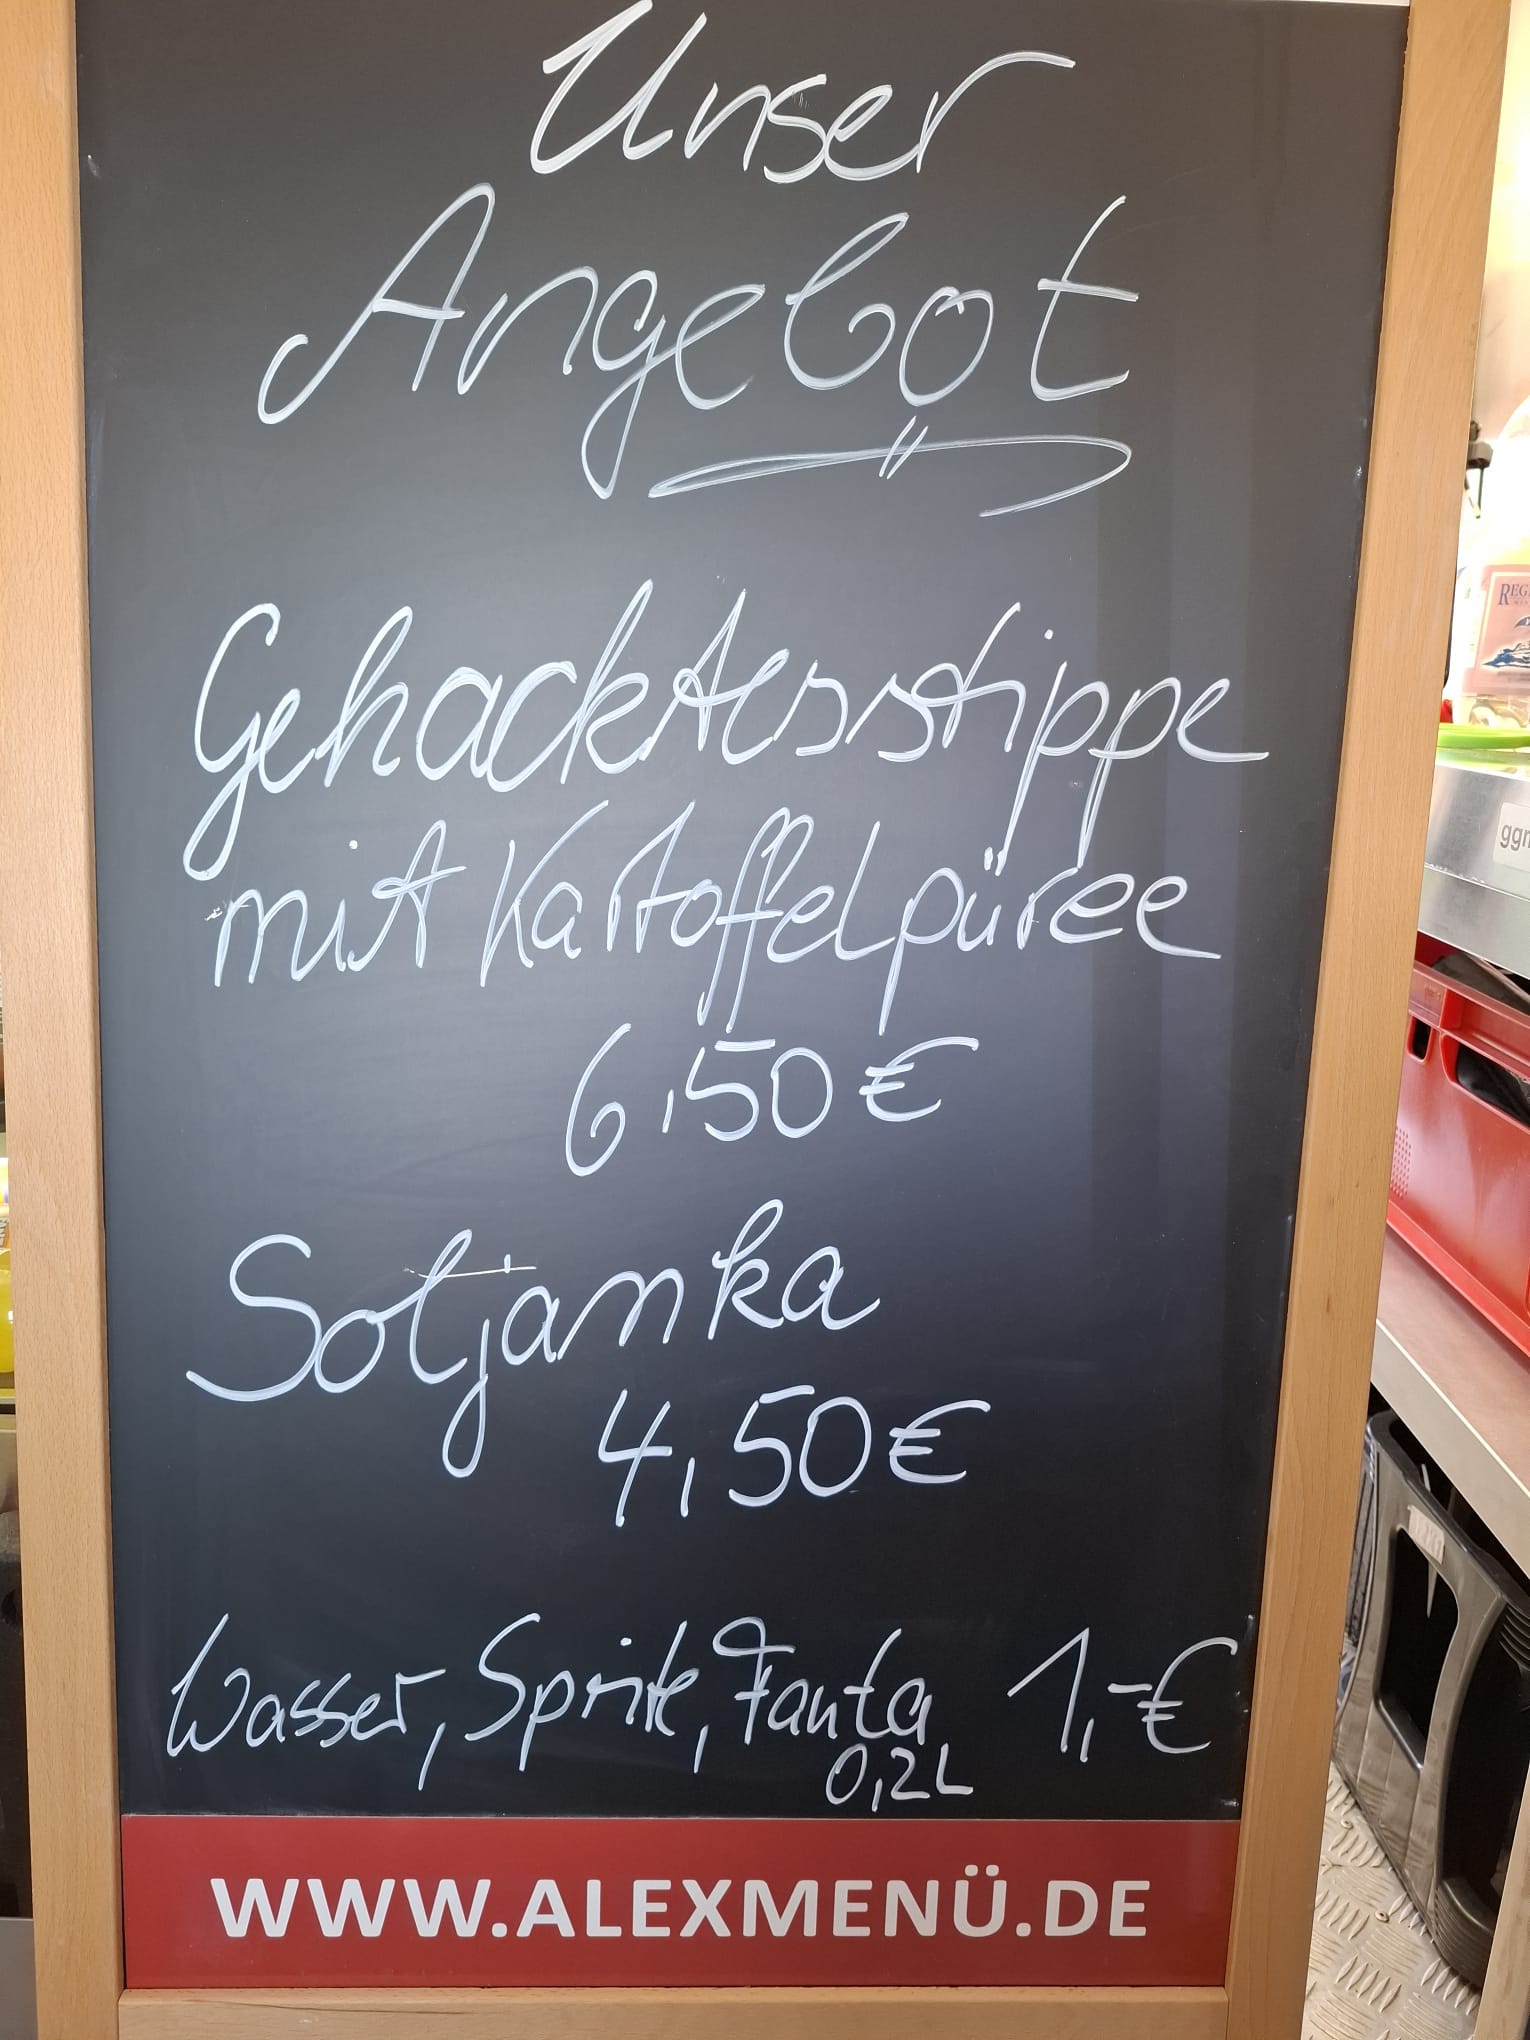 Unser
Angebot
Gehacktesstippe
mit Kartoffelpüree
6,50 €
Soljanka
4,50 €
Wasser, Sprite, Fanta 1,-€
0,2L
WWW.ALEXMENÜ.DE
ggm